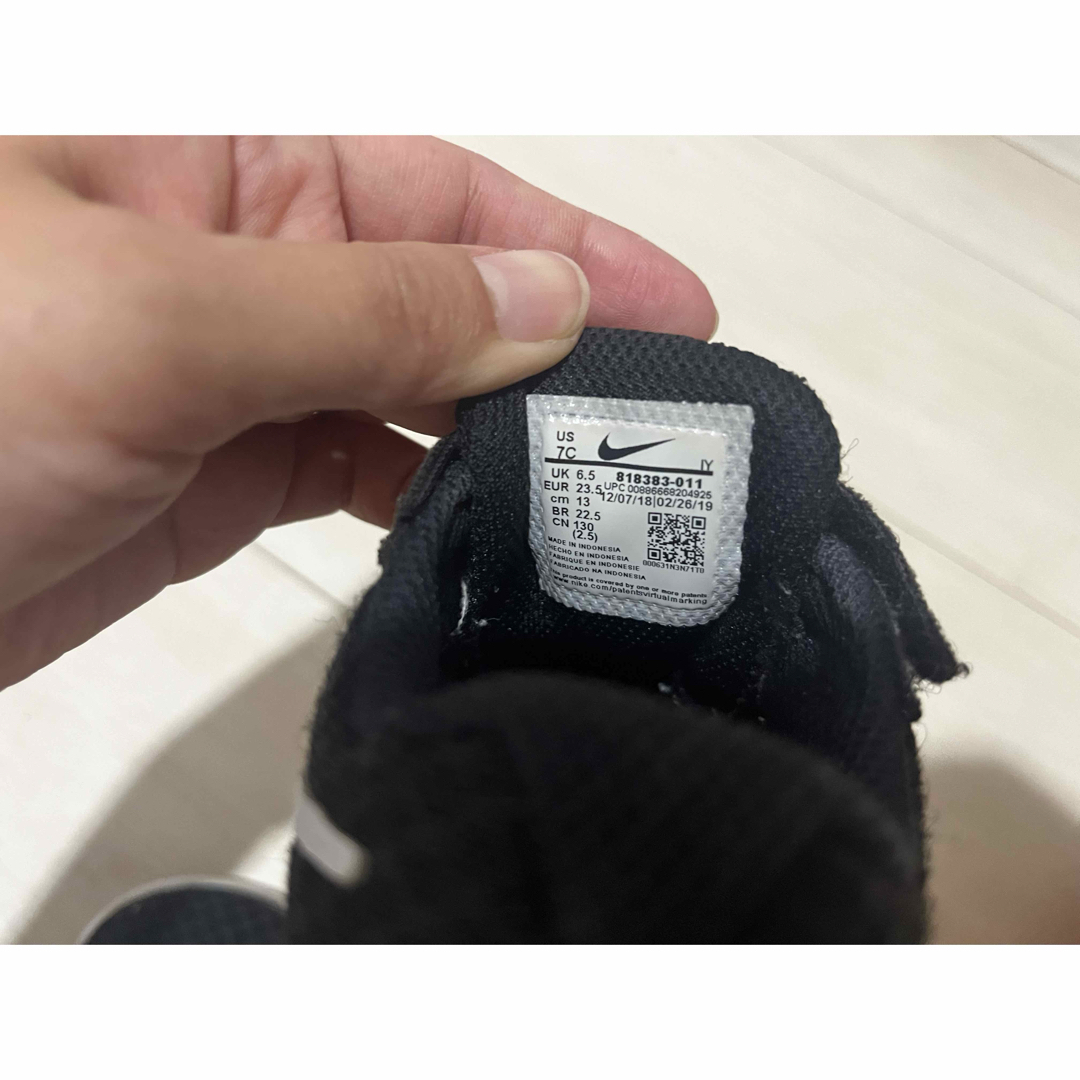 US
7C
IY
UK 6.5 818383-011
EUR 23.5 UPC 00886668204925
cm 13 12/07/18|02/26/19
BR 22.5
CN 130
(2.5)
MADE IN INDONESIA
HECHO EN INDONESIA
FABRIQUE EN INDONESIE
FABRICADO NA INDONESIA
000631N3N71T0
This product is covered by one or more patents
www.nike.com/patentsvirtualmarking